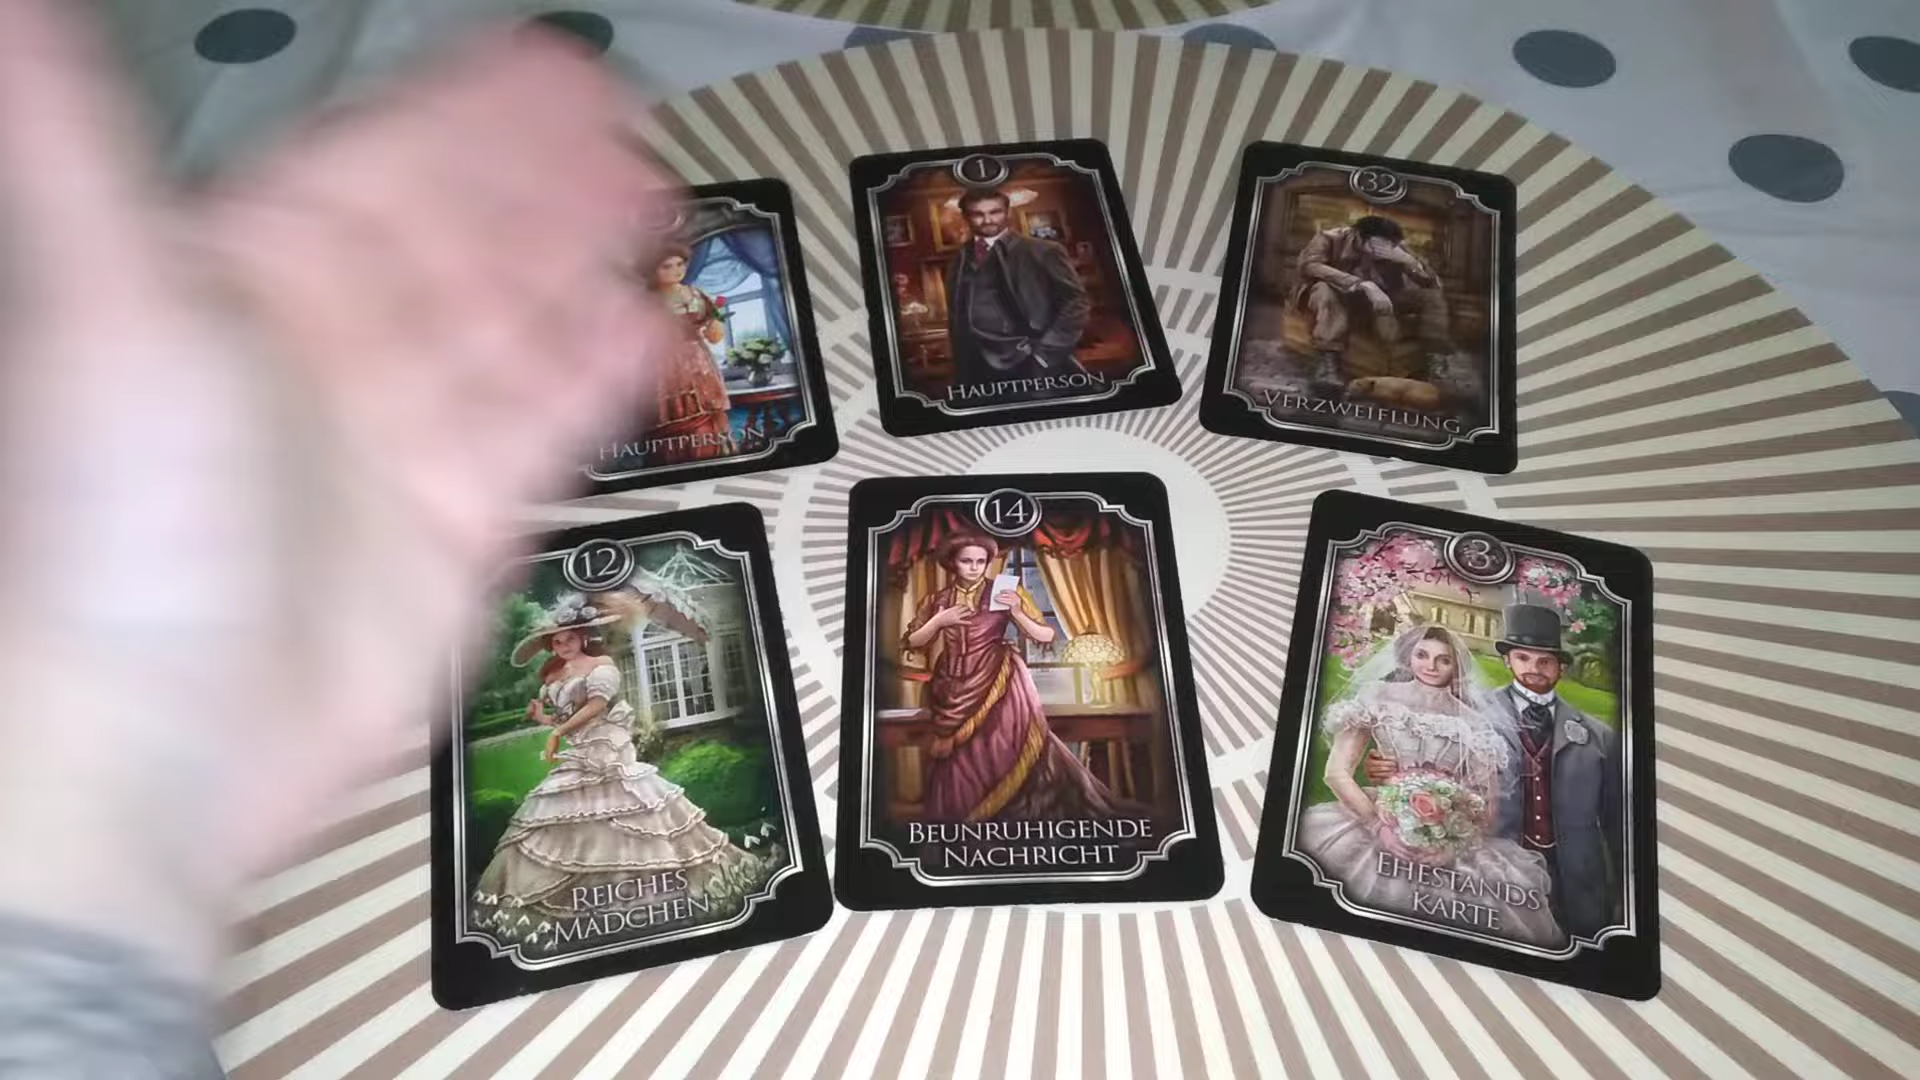 HAUPTPERSON
1
HAUPTPERSON
32
VERZWEIFLUNG
12
REICHES
MÄDCHEN
14
BEUNRUHIGENDE
NACHRICHT
3
EHESTANDS
KARTE